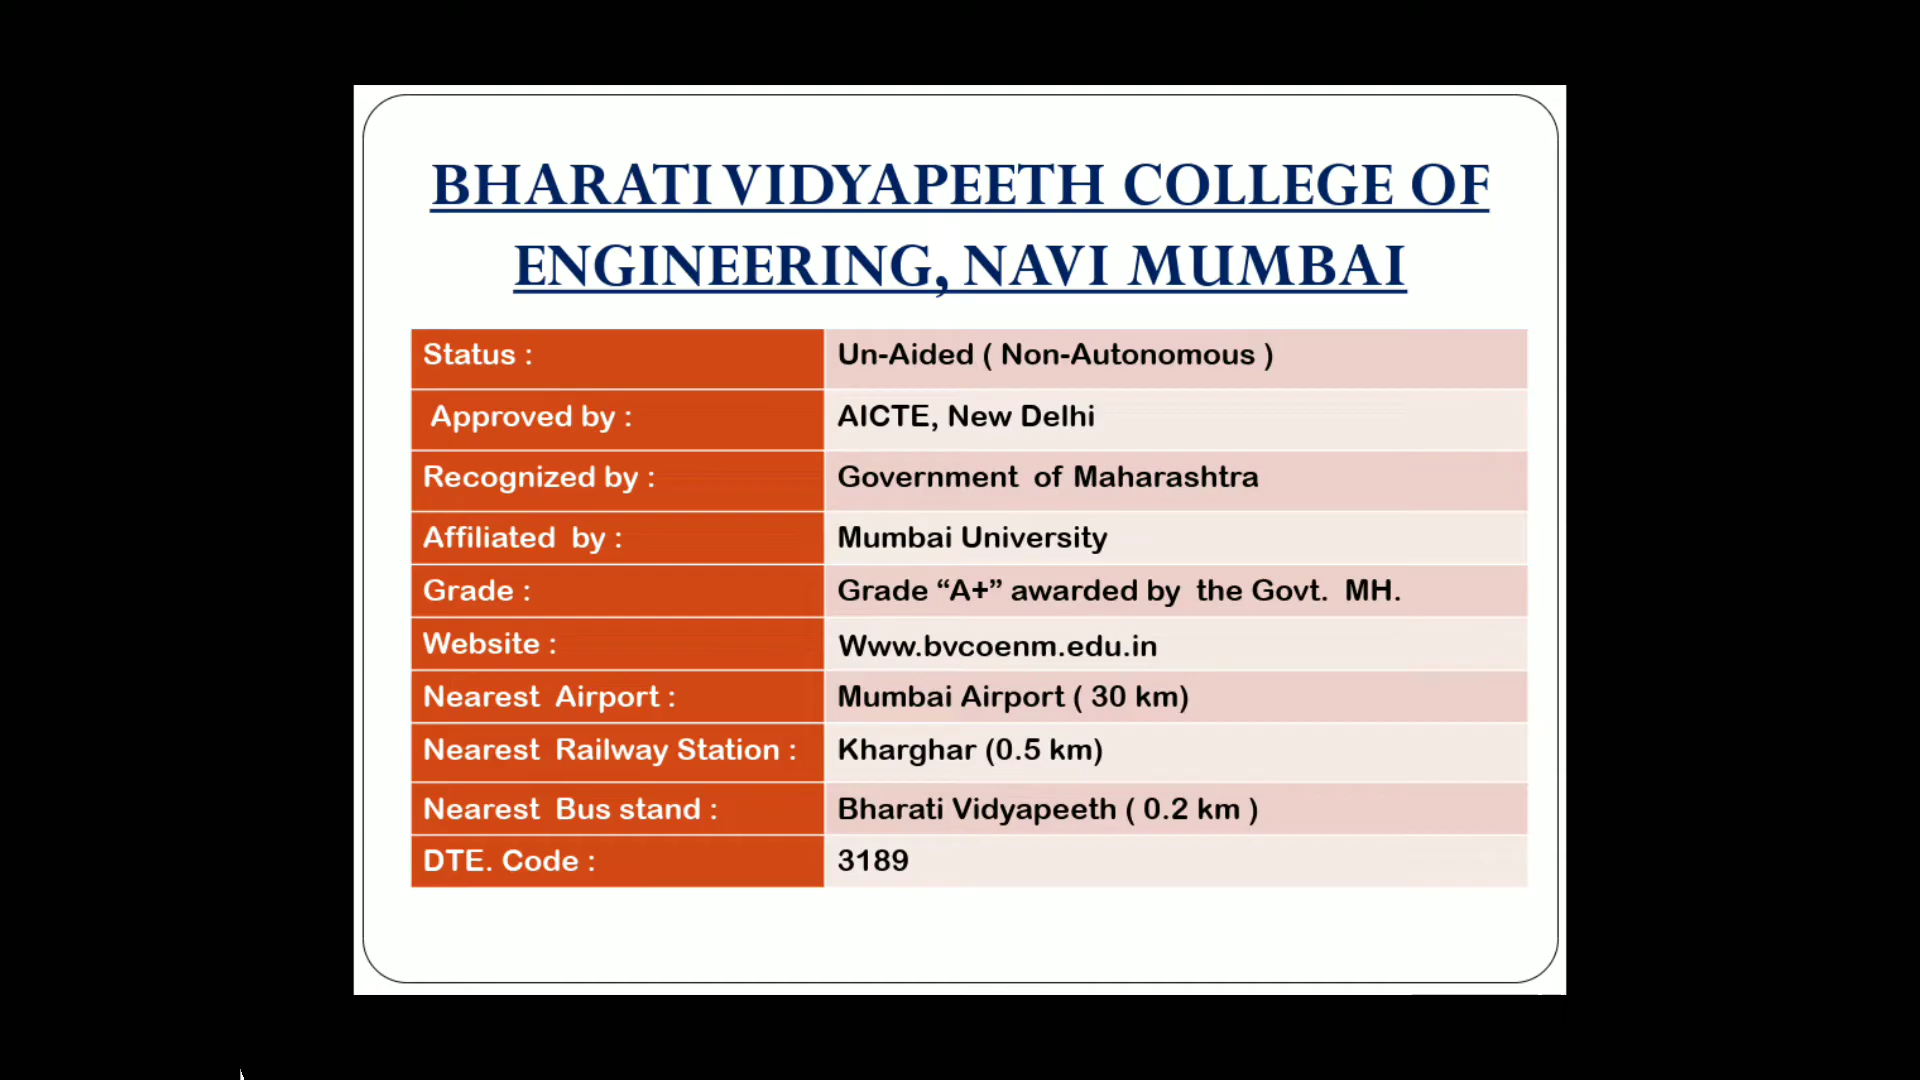 BHARATI VIDYAPEETH COLLEGE OF
ENGINEERING, NAVI MUMBAI
Status : Un-Aided ( Non-Autonomous )
Approved by : AICTE, New Delhi
Recognized by : Government of Maharashtra
Affiliated by : Mumbai University
Grade : Grade “A+” awarded by the Govt. MH.
Website : Www.bvcoenm.edu.in
Nearest Airport : Mumbai Airport ( 30 km)
Nearest Railway Station : Kharghar (0.5 km)
Nearest Bus stand : Bharati Vidyapeeth ( 0.2 km )
DTE. Code : 3189